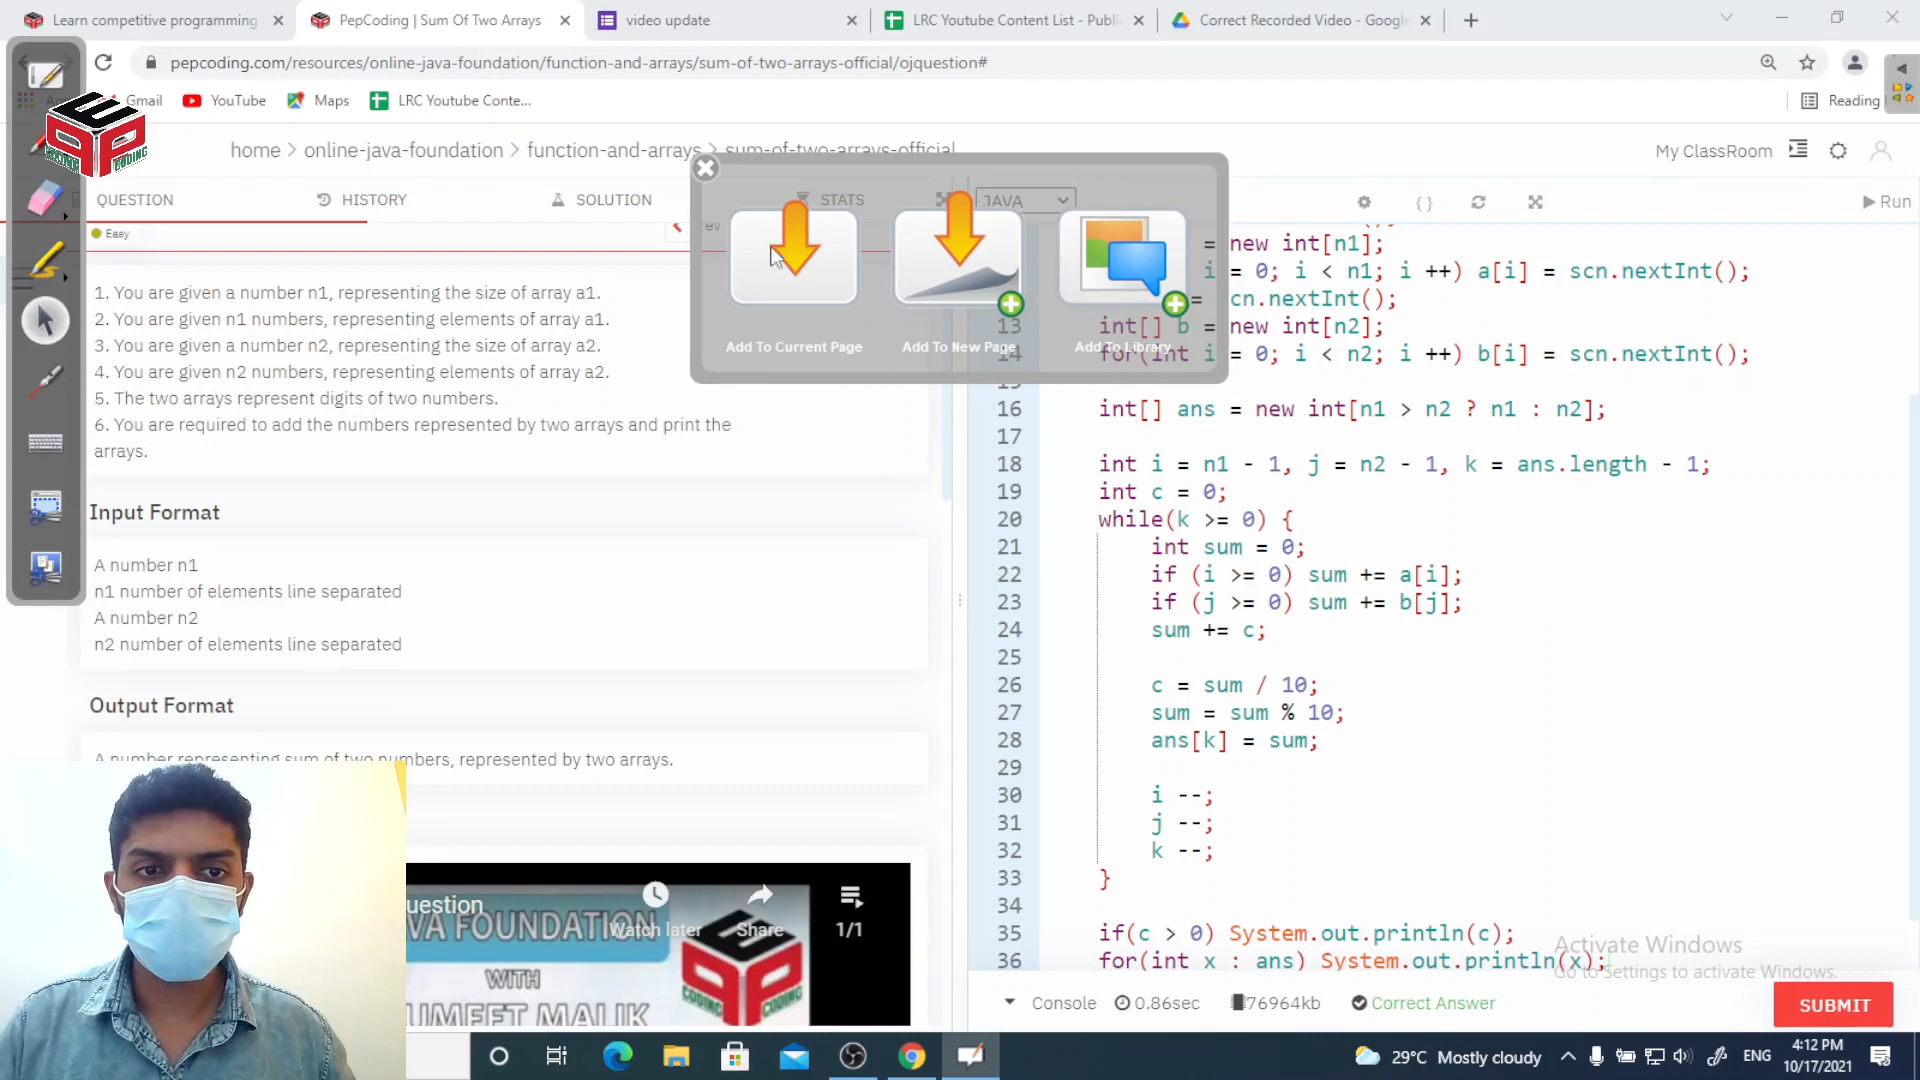 Learn competitive programming
PepCoding | Sum Of Two Arrays
video update
LRC Youtube Content List - Publi
Correct Recorded Video - Google
pepcoding.com/resources/online-java-foundation/function-and-arrays/sum-of-two-arrays-official/ojquestion#
Gmail
YouTube
Maps
LRC Youtube Conte...
Reading
home > online-java-foundation > function-and-arrays > sum-of-two-arrays-official
My ClassRoom
QUESTION
HISTORY
SOLUTION
STATS
JAVA
{ }
Run
Easy
1. You are given a number n1, representing the size of array a1.
2. You are given n1 numbers, representing elements of array a1.
3. You are given a number n2, representing the size of array a2.
4. You are given n2 numbers, representing elements of array a2.
5. The two arrays represent digits of two numbers.
6. You are required to add the numbers represented by two arrays and print the
arrays.
Input Format
A number n1
n1 number of elements line separated
A number n2
n2 number of elements line separated
Output Format
A number representing sum of two numbers, represented by two arrays.
Add To Current Page
Add To New Page
Add To Library
= new int[n1];
i = 0; i < n1; i ++) a[i] = scn.nextInt();
= scn.nextInt();
13 int[] b = new int[n2];
14 for(int i = 0; i < n2; i ++) b[i] = scn.nextInt();
15
16 int[] ans = new int[n1 > n2 ? n1 : n2];
17
18 int i = n1 - 1, j = n2 - 1, k = ans.length - 1;
19 int c = 0;
20 while(k >= 0) {
21 int sum = 0;
22 if (i >= 0) sum += a[i];
23 if (j >= 0) sum += b[j];
24 sum += c;
25
26 c = sum / 10;
27 sum = sum % 10;
28 ans[k] = sum;
29
30 i --;
31 j --;
32 k --;
33 }
34
35 if(c > 0) System.out.println(c);
36 for(int x : ans) System.out.println(x);
Activate Windows
Go to Settings to activate Windows.
Console
0.86sec
76964kb
Correct Answer
SUBMIT
uestion
VA FOUNDATION
WITH
UMEET MALIK
Watch later
Share
1/1
CODING
29°C Mostly cloudy
ENG
4:12 PM
10/17/2021